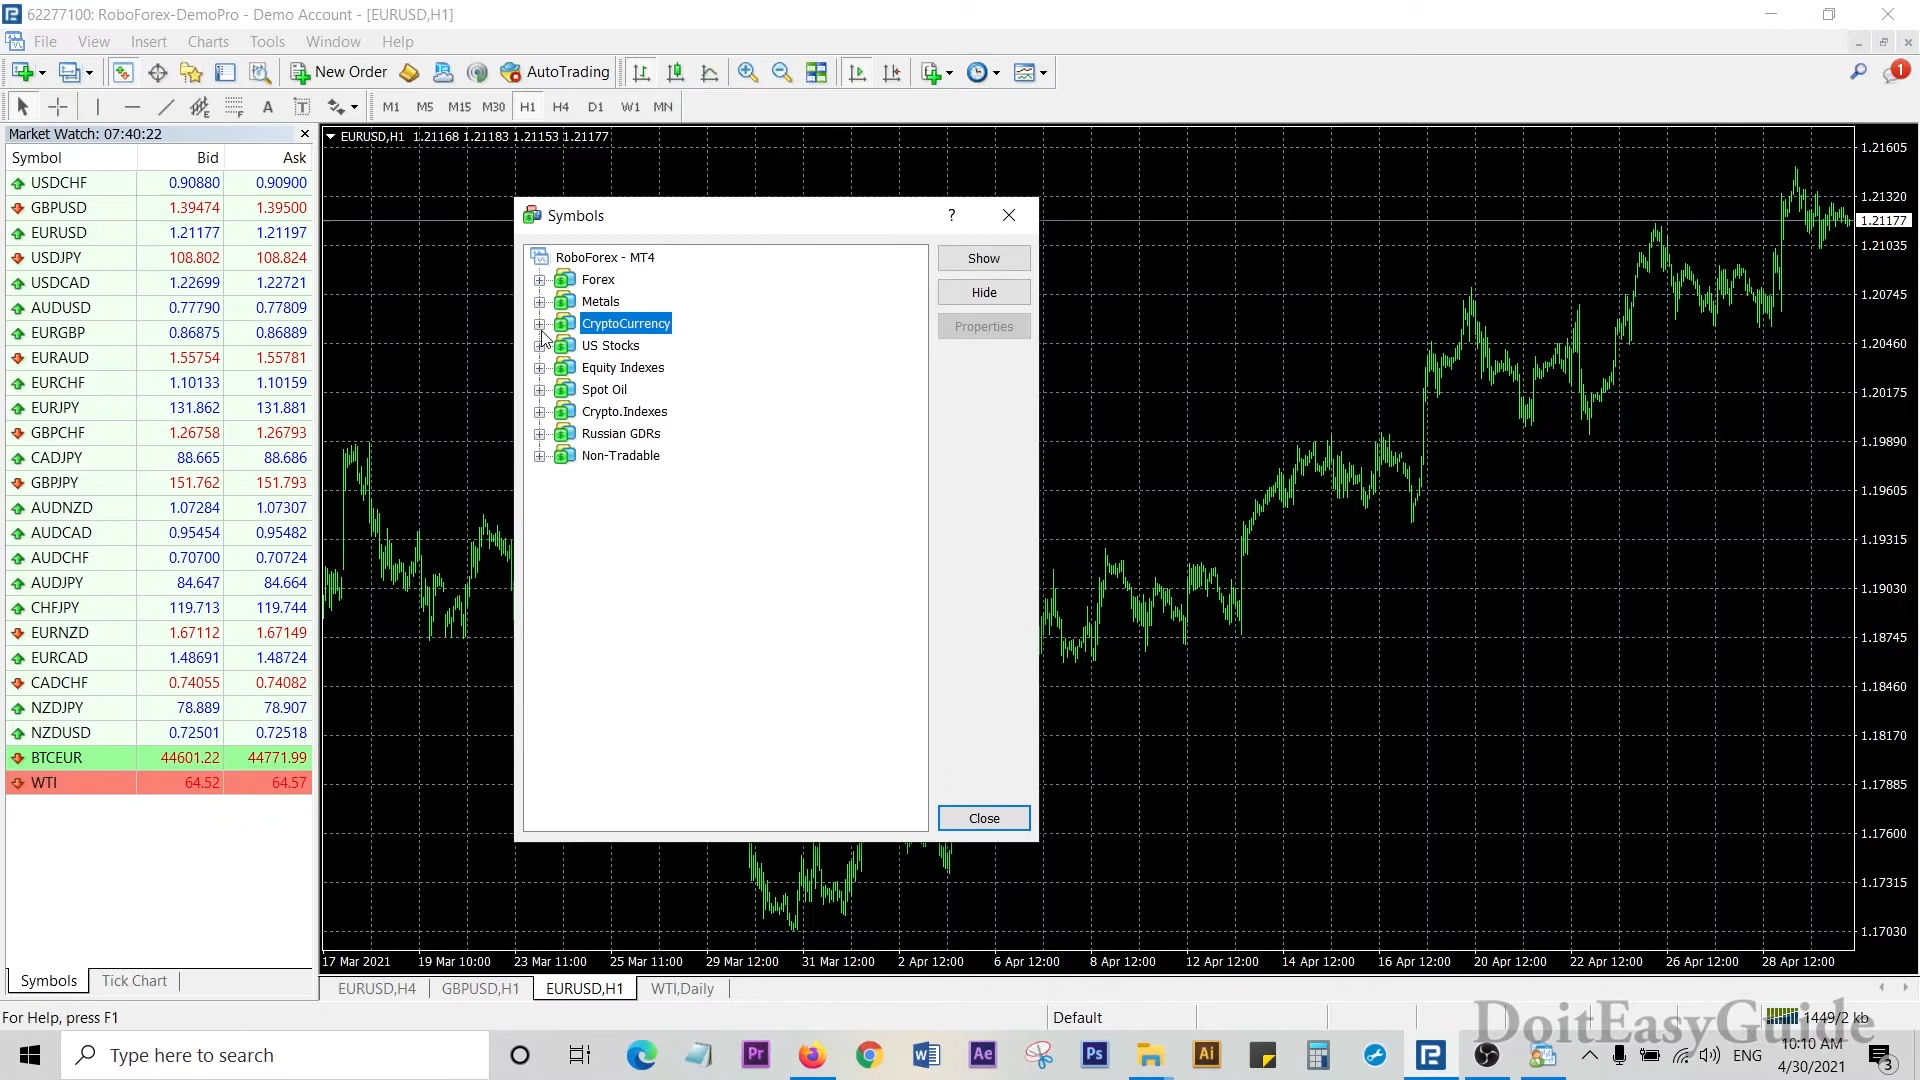 62277100: RoboForex-DemoPro - Demo Account - [EURUSD,H1]
File View Insert Charts Tools Window Help
New Order AutoTrading 1
A T M1 M5 M15 M30 H1 H4 D1 W1 MN
Market Watch: 07:40:22
Symbol Bid Ask
USDCHF 0.90880 0.90900
GBPUSD 1.39474 1.39500
EURUSD 1.21177 1.21197
USDJPY 108.802 108.824
USDCAD 1.22699 1.22721
AUDUSD 0.77790 0.77809
EURGBP 0.86875 0.86889
EURAUD 1.55754 1.55781
EURCHF 1.10133 1.10159
EURJPY 131.862 131.881
GBPCHF 1.26758 1.26793
CADJPY 88.665 88.686
GBPJPY 151.762 151.793
AUDNZD 1.07284 1.07307
AUDCAD 0.95454 0.95482
AUDCHF 0.70700 0.70724
AUDJPY 84.647 84.664
CHFJPY 119.713 119.744
EURNZD 1.67112 1.67149
EURCAD 1.48691 1.48724
CADCHF 0.74055 0.74082
NZDJPY 78.889 78.907
NZDUSD 0.72501 0.72518
BTCEUR 44601.22 44771.99
WTI 64.52 64.57
Symbols Tick Chart
EURUSD,H1 1.21168 1.21183 1.21153 1.21177
Symbols ?
RoboForex - MT4
Forex
Metals
CryptoCurrency
US Stocks
Equity Indexes
Spot Oil
Crypto.Indexes
Russian GDRs
Non-Tradable
Show
Hide
Properties
Close
1.21605
1.21320
1.21177
1.21035
1.20745
1.20460
1.20175
1.19890
1.19605
1.19315
1.19030
1.18745
1.18460
1.18170
1.17885
1.17600
1.17315
1.17030
17 Mar 2021 19 Mar 10:00 23 Mar 11:00 25 Mar 11:00 29 Mar 12:00 31 Mar 12:00 2 Apr 12:00 6 Apr 12:00 8 Apr 12:00 12 Apr 12:00 14 Apr 12:00 16 Apr 12:00 20 Apr 12:00 22 Apr 12:00 26 Apr 12:00 28 Apr 12:00
EURUSD,H4 GBPUSD,H1 EURUSD,H1 WTI,Daily
For Help, press F1 Default 1449/2 kb
DoitEasyGuide
Type here to search Pr Ae Ps Ai ENG
10:10 AM
4/30/2021
3